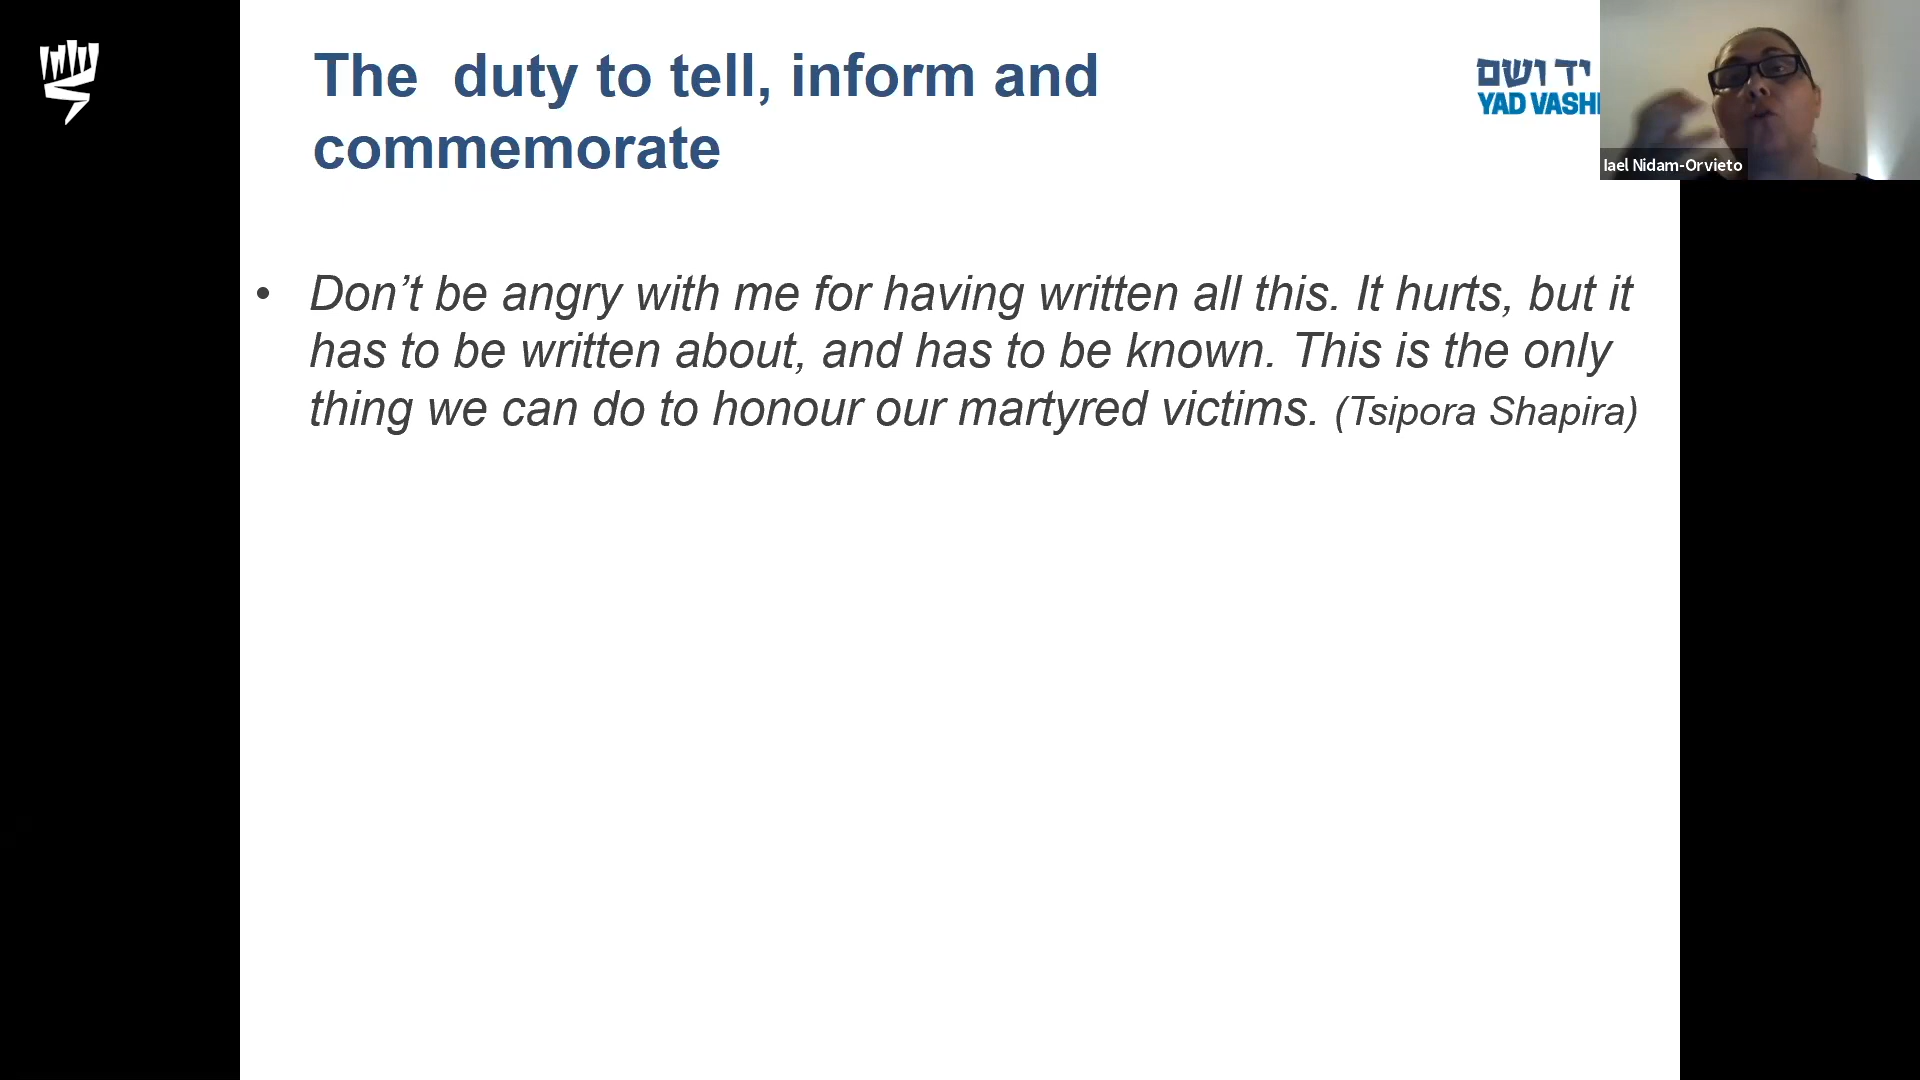 The  duty to tell, inform and
commemorate
יד ושם
YAD VASH
Iael Nidam-Orvieto
• Don’t be angry with me for having written all this. It hurts, but it
has to be written about, and has to be known. This is the only
thing we can do to honour our martyred victims. (Tsipora Shapira)